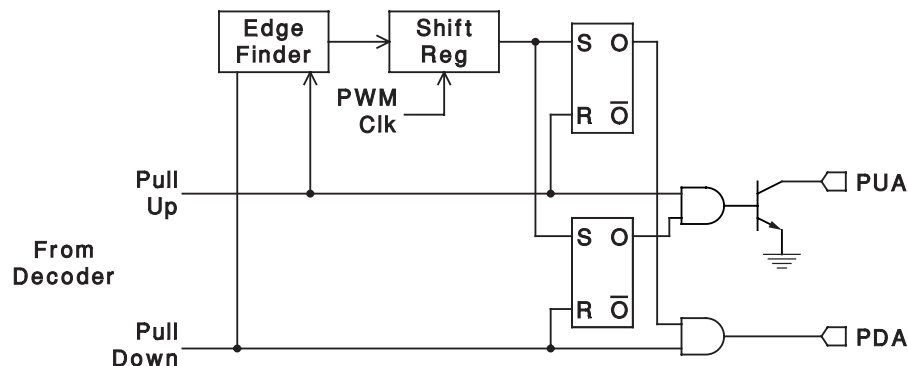 Edge
Finder
Shift
Reg
PWM
Clk
S O
R O̅
Pull
Up
PUA
From
Decoder
S O
R O̅
Pull
Down
PDA